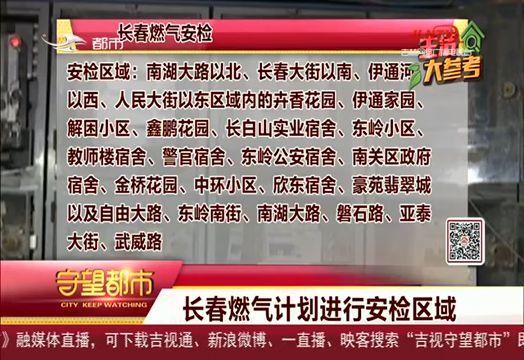 都市
长春燃气安检
生活
大参考
安检区域：南湖大路以北、长春大街以南、伊通河
以西、人民大街以东区域内的卉香花园、伊通家园、
解困小区、鑫鹏花园、长白山实业宿舍、东岭小区、
教师楼宿舍、警官宿舍、东岭公安宿舍、南关区政府
宿舍、金桥花园、中环小区、欣东宿舍、豪苑翡翠城
以及自由大路、东岭南街、南湖大路、磐石路、亚泰
大街、武威路
守望都市
CITY KEEP WATCHING
长春燃气计划进行安检区域
》融媒体直播，可下载吉视通、新浪微博、一直播、映客搜索“吉视守望都市”